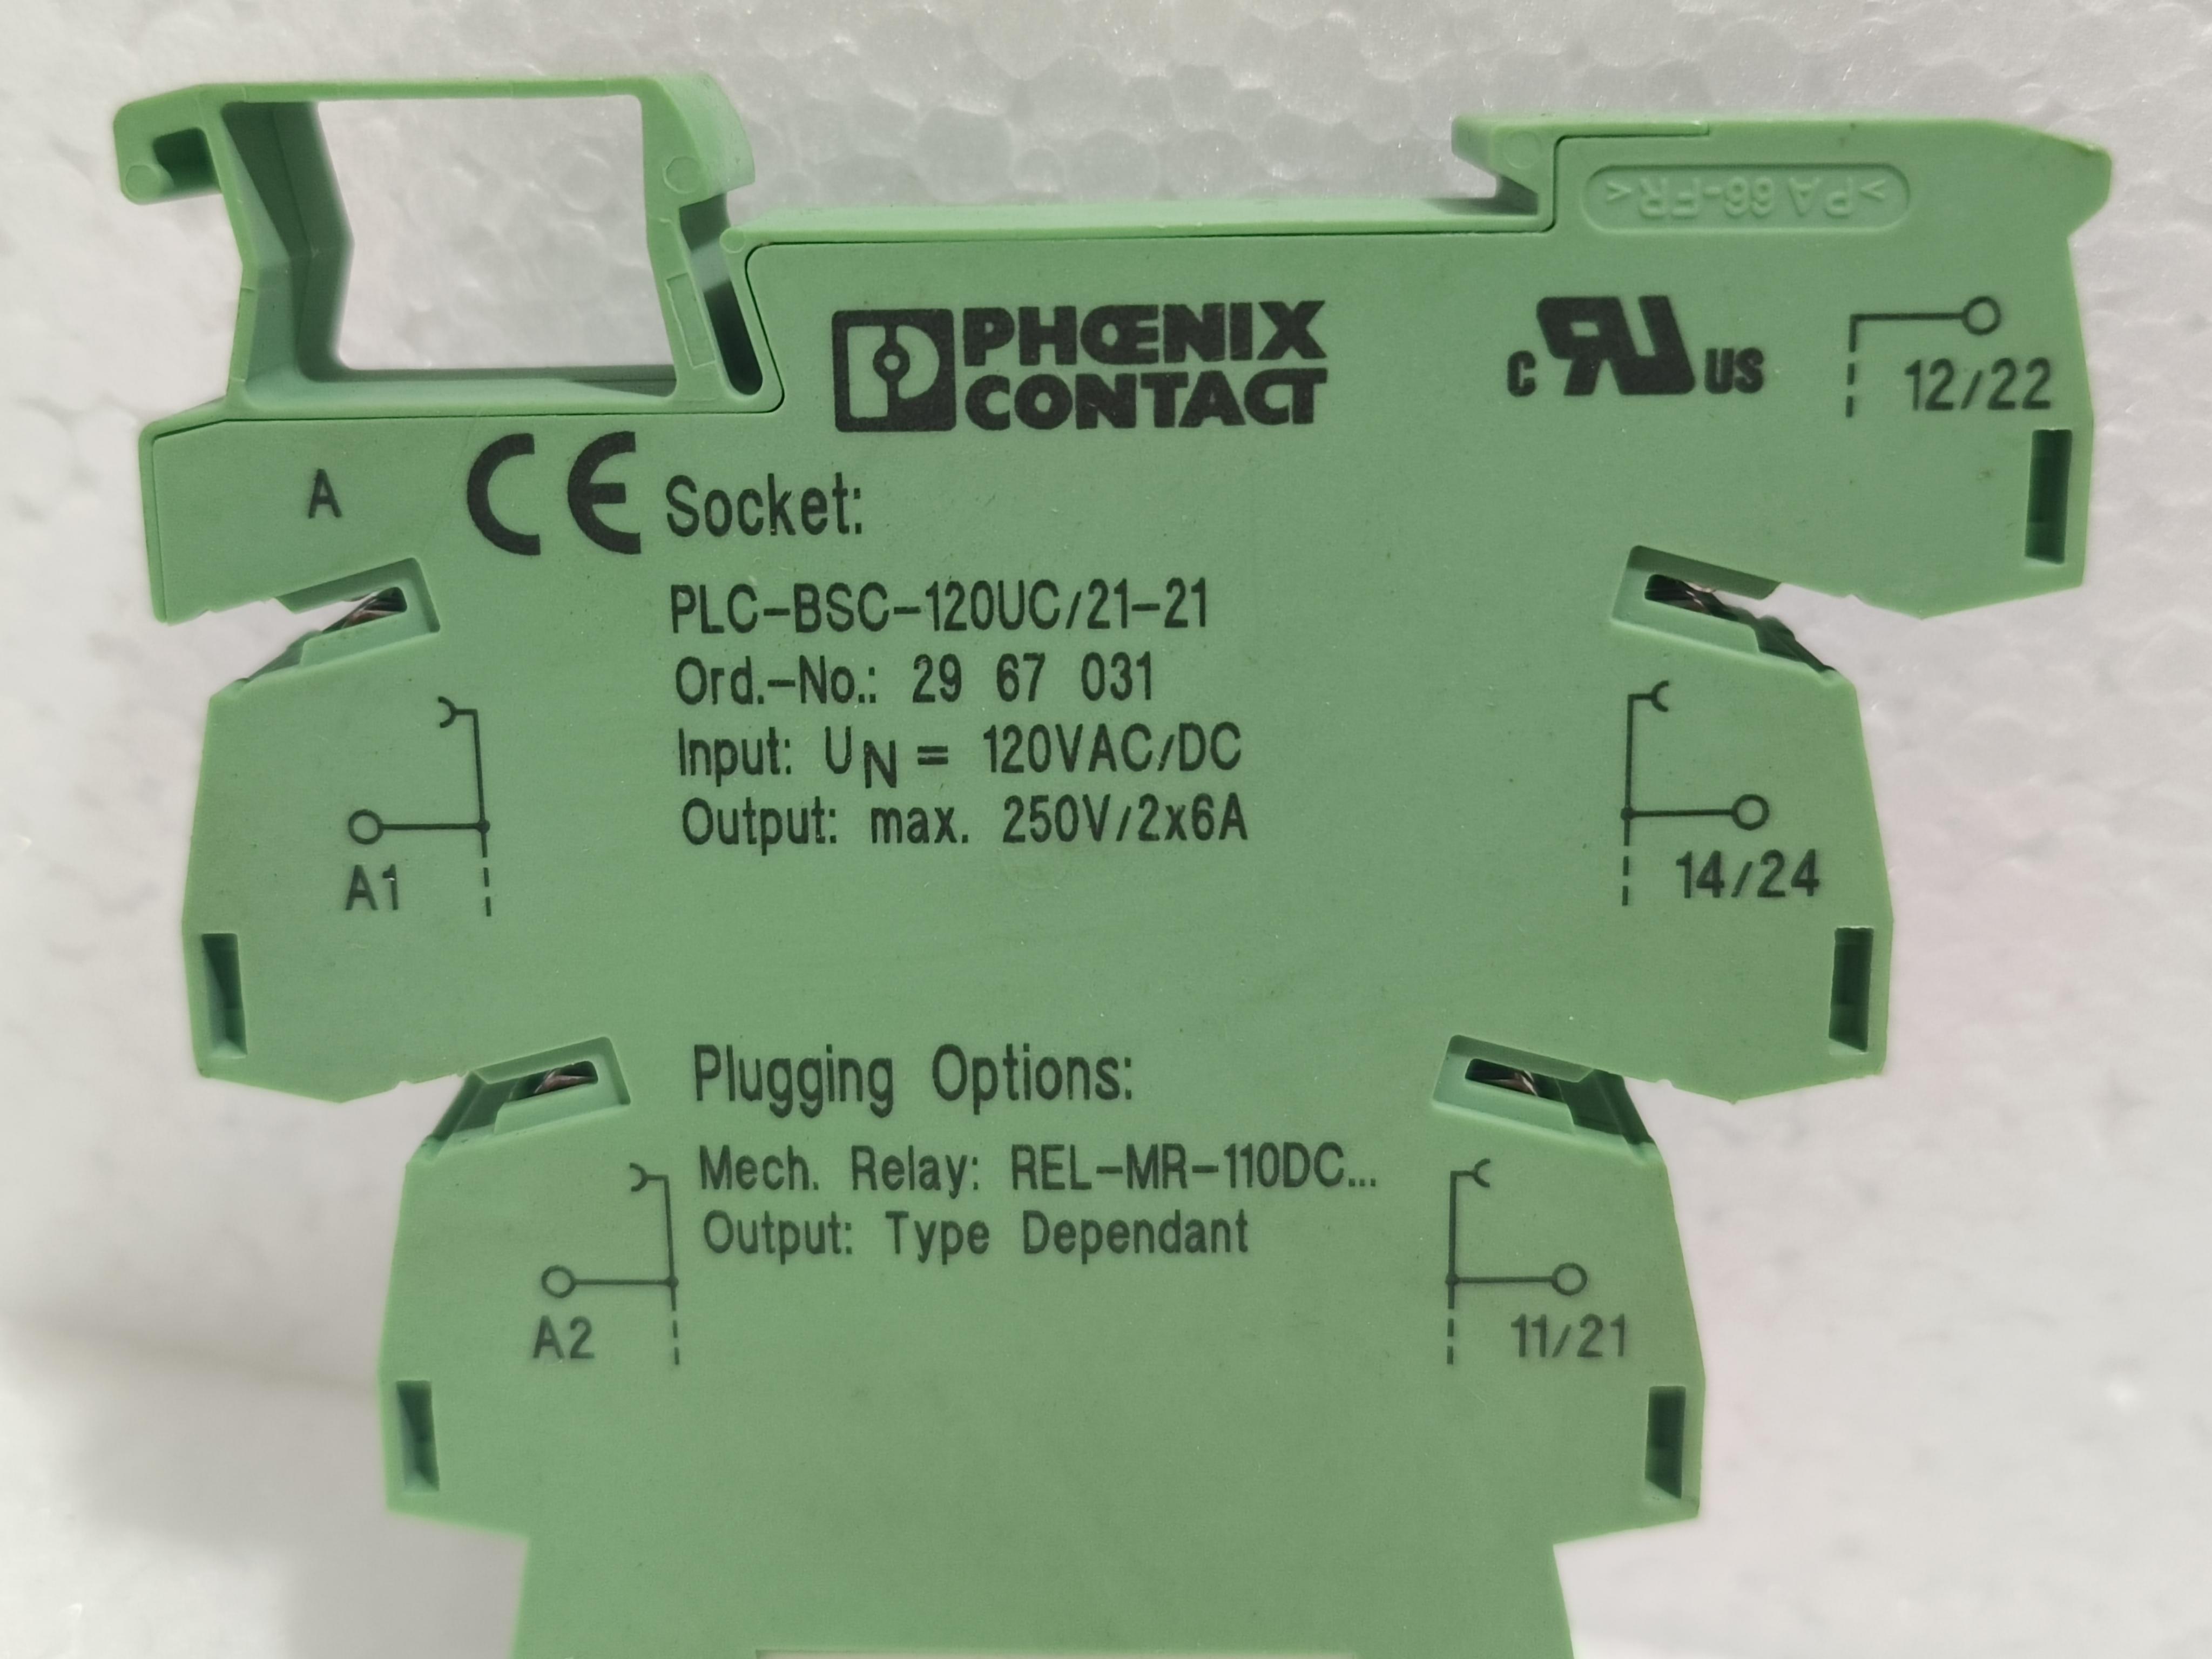 >PA 66-FR<
PHŒNIX
CONTACT
c RU US
12/22
A
CE
Socket:
PLC-BSC-120UC/21-21
Ord.-No.: 29 67 031
Input: UN = 120VAC/DC
Output: max. 250V/2x6A
A1
14/24
Plugging Options:
Mech. Relay: REL-MR-110DC...
Output: Type Dependant
A2
11/21